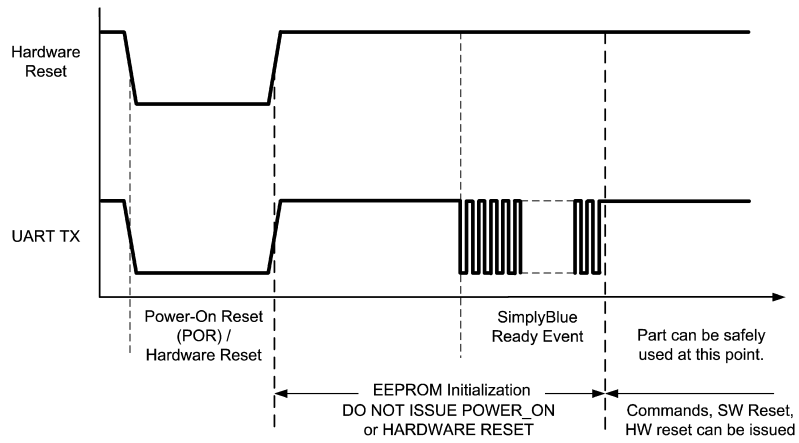 Hardware
Reset
UART TX
Power-On Reset
(POR) /
Hardware Reset
SimplyBlue
Ready Event
Part can be safely
used at this point.
EEPROM Initialization
DO NOT ISSUE POWER_ON
or HARDWARE RESET
Commands, SW Reset,
HW reset can be issued